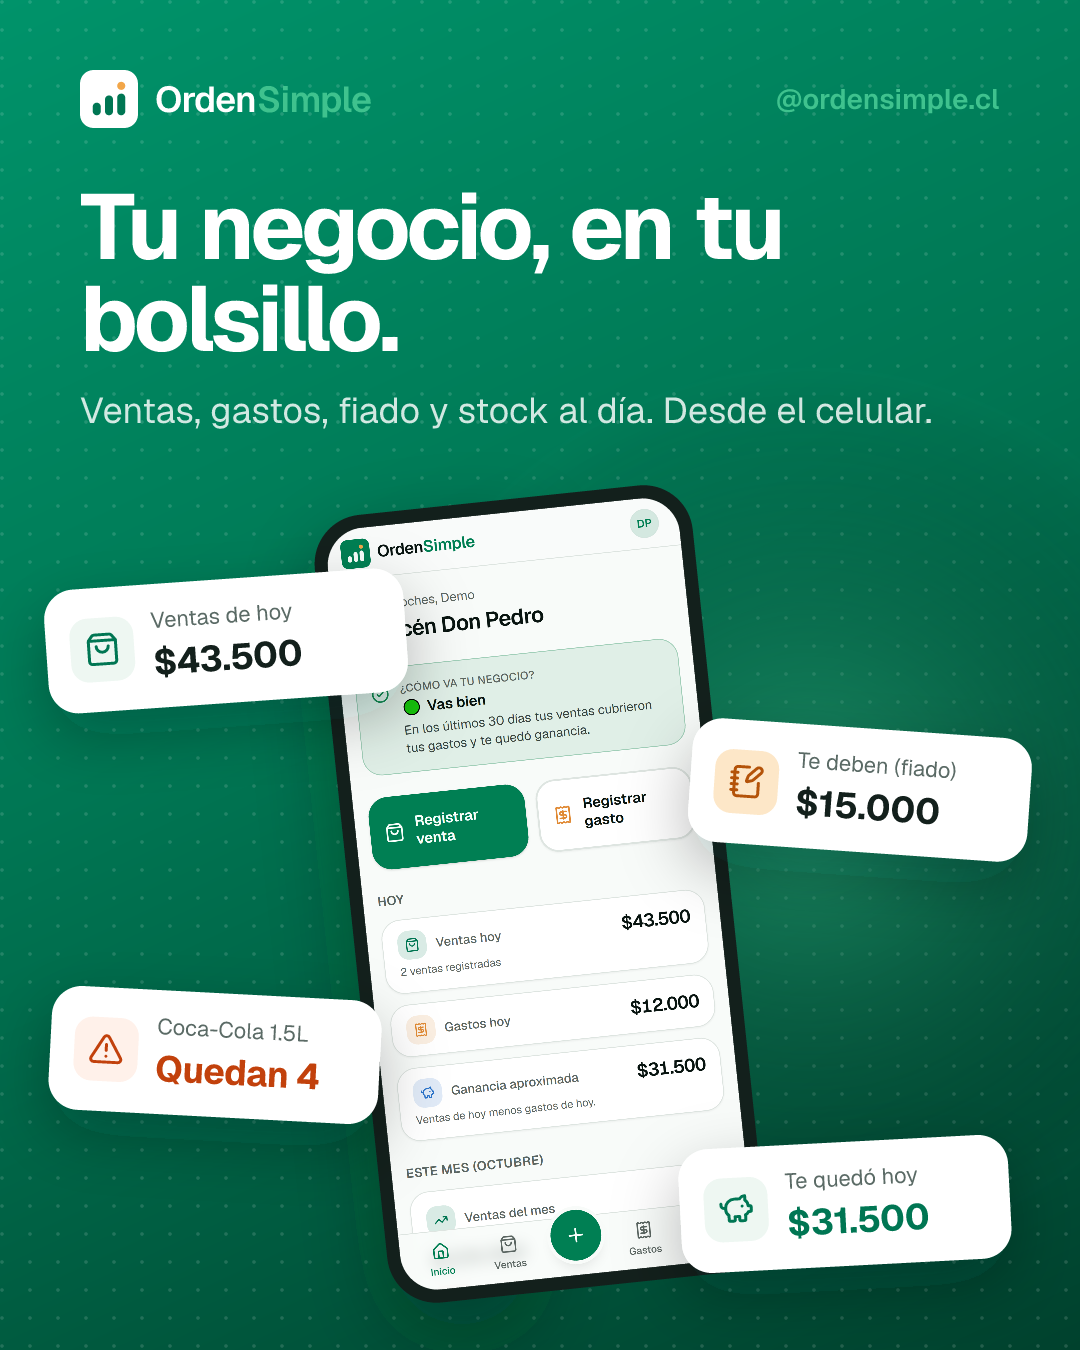 OrdenSimple
@ordensimple.cl
Tu negocio, en tu
bolsillo.
Ventas, gastos, fiado y stock al día. Desde el celular.
OrdenSimple
DP
Demo
Don Pedro
¿CÓMO VA TU NEGOCIO?
Vas bien
En los últimos 30 días tus ventas cubrieron
tus gastos y te quedó ganancia.
Registrar
venta
Registrar
gasto
HOY
Ventas hoy
$43.500
2 ventas registradas
Gastos hoy
$12.000
Ganancia aproximada
$31.500
Ventas de hoy menos gastos de hoy.
ESTE MES (OCTUBRE)
Ventas del mes
Inicio
Ventas
Gastos
Ventas de hoy
$43.500
Te deben (fiado)
$15.000
Coca-Cola 1.5L
Quedan 4
Te quedó hoy
$31.500